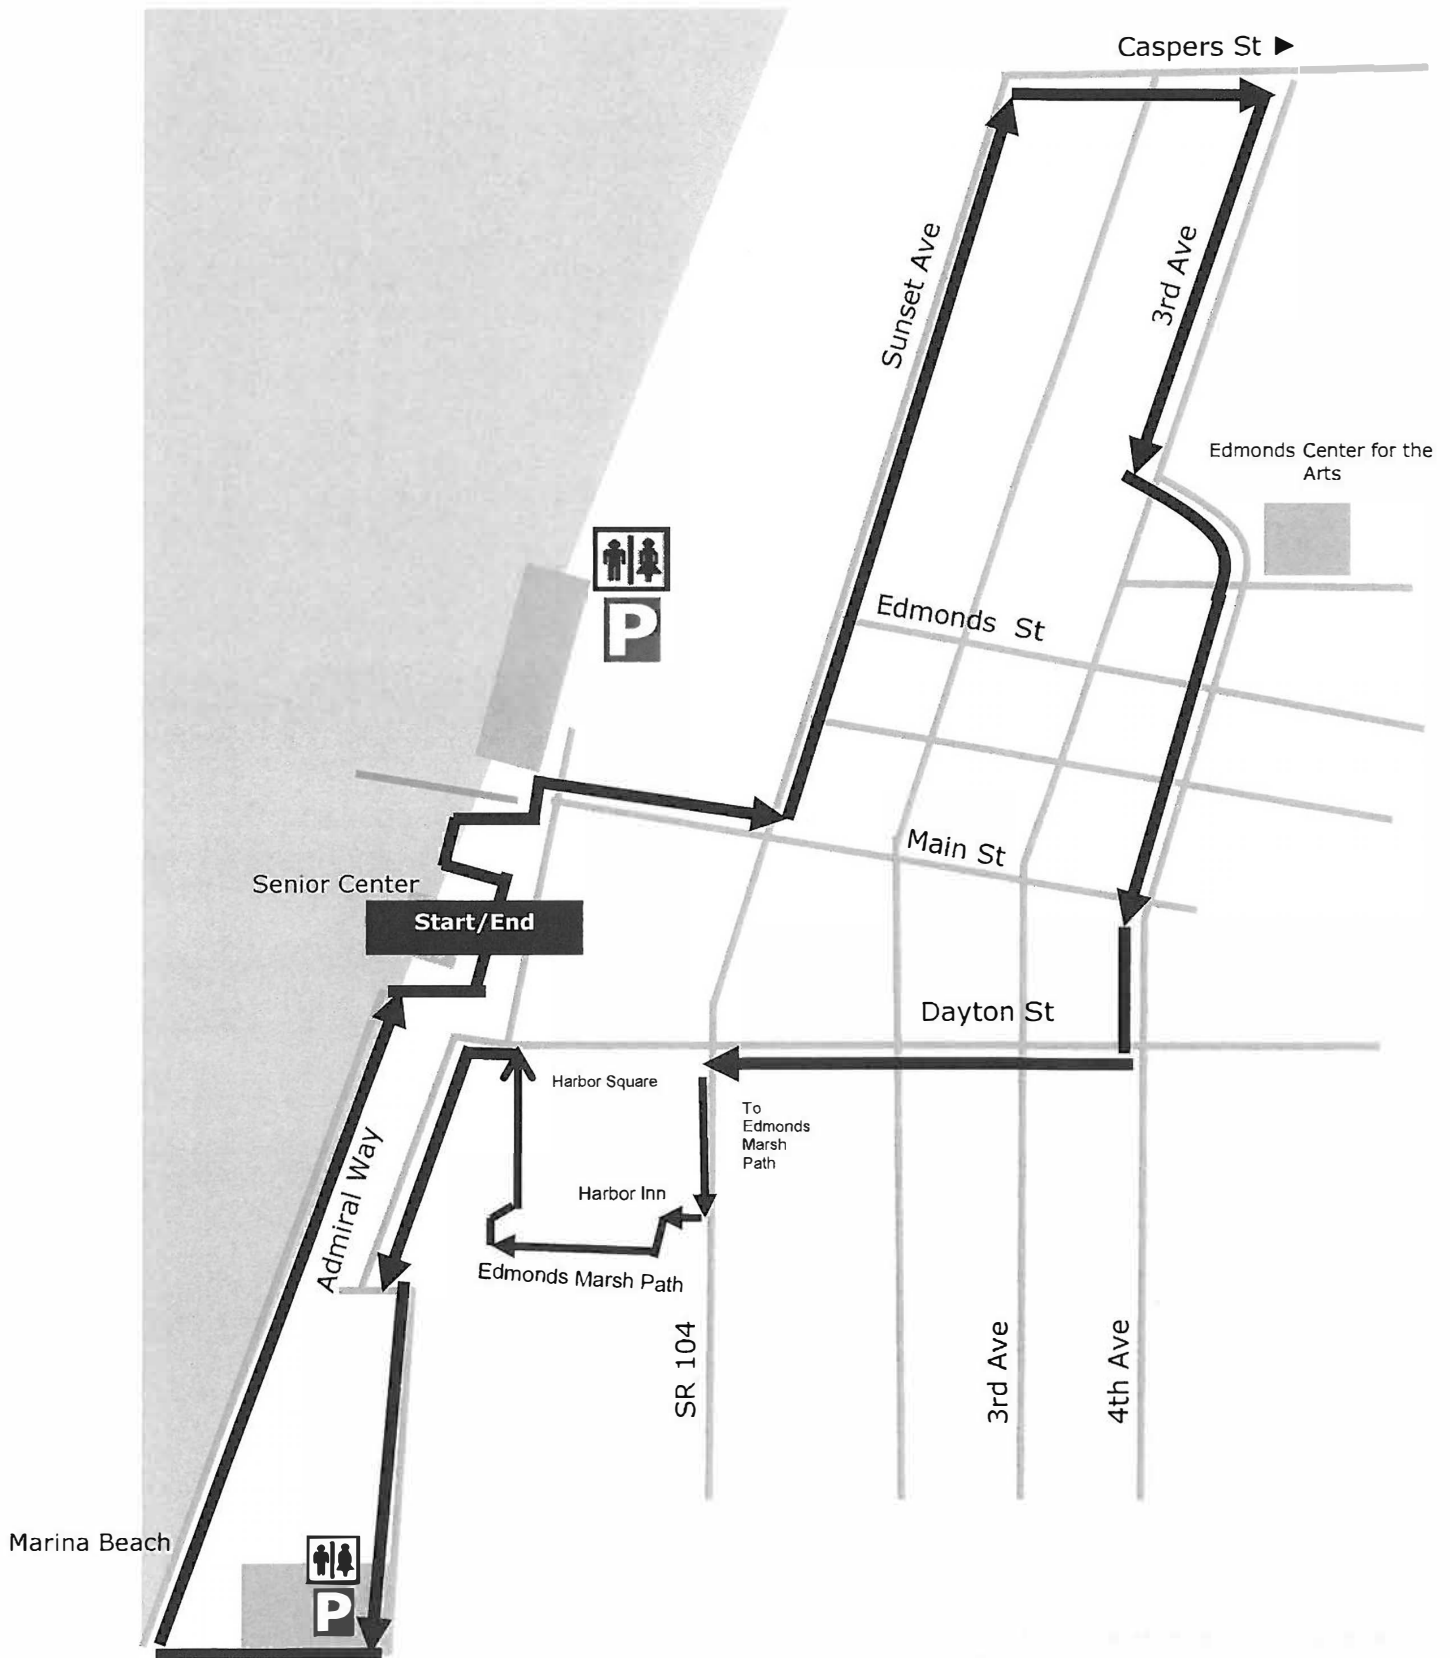 Caspers St ►
Sunset Ave
3rd Ave
Edmonds Center for the
Arts
P
Edmonds St
Main St
Senior Center
Start/End
Dayton St
Harbor Square
To
Edmonds
Marsh
Path
Admiral Way
Harbor Inn
Edmonds Marsh Path
SR 104
3rd Ave
4th Ave
Marina Beach
P